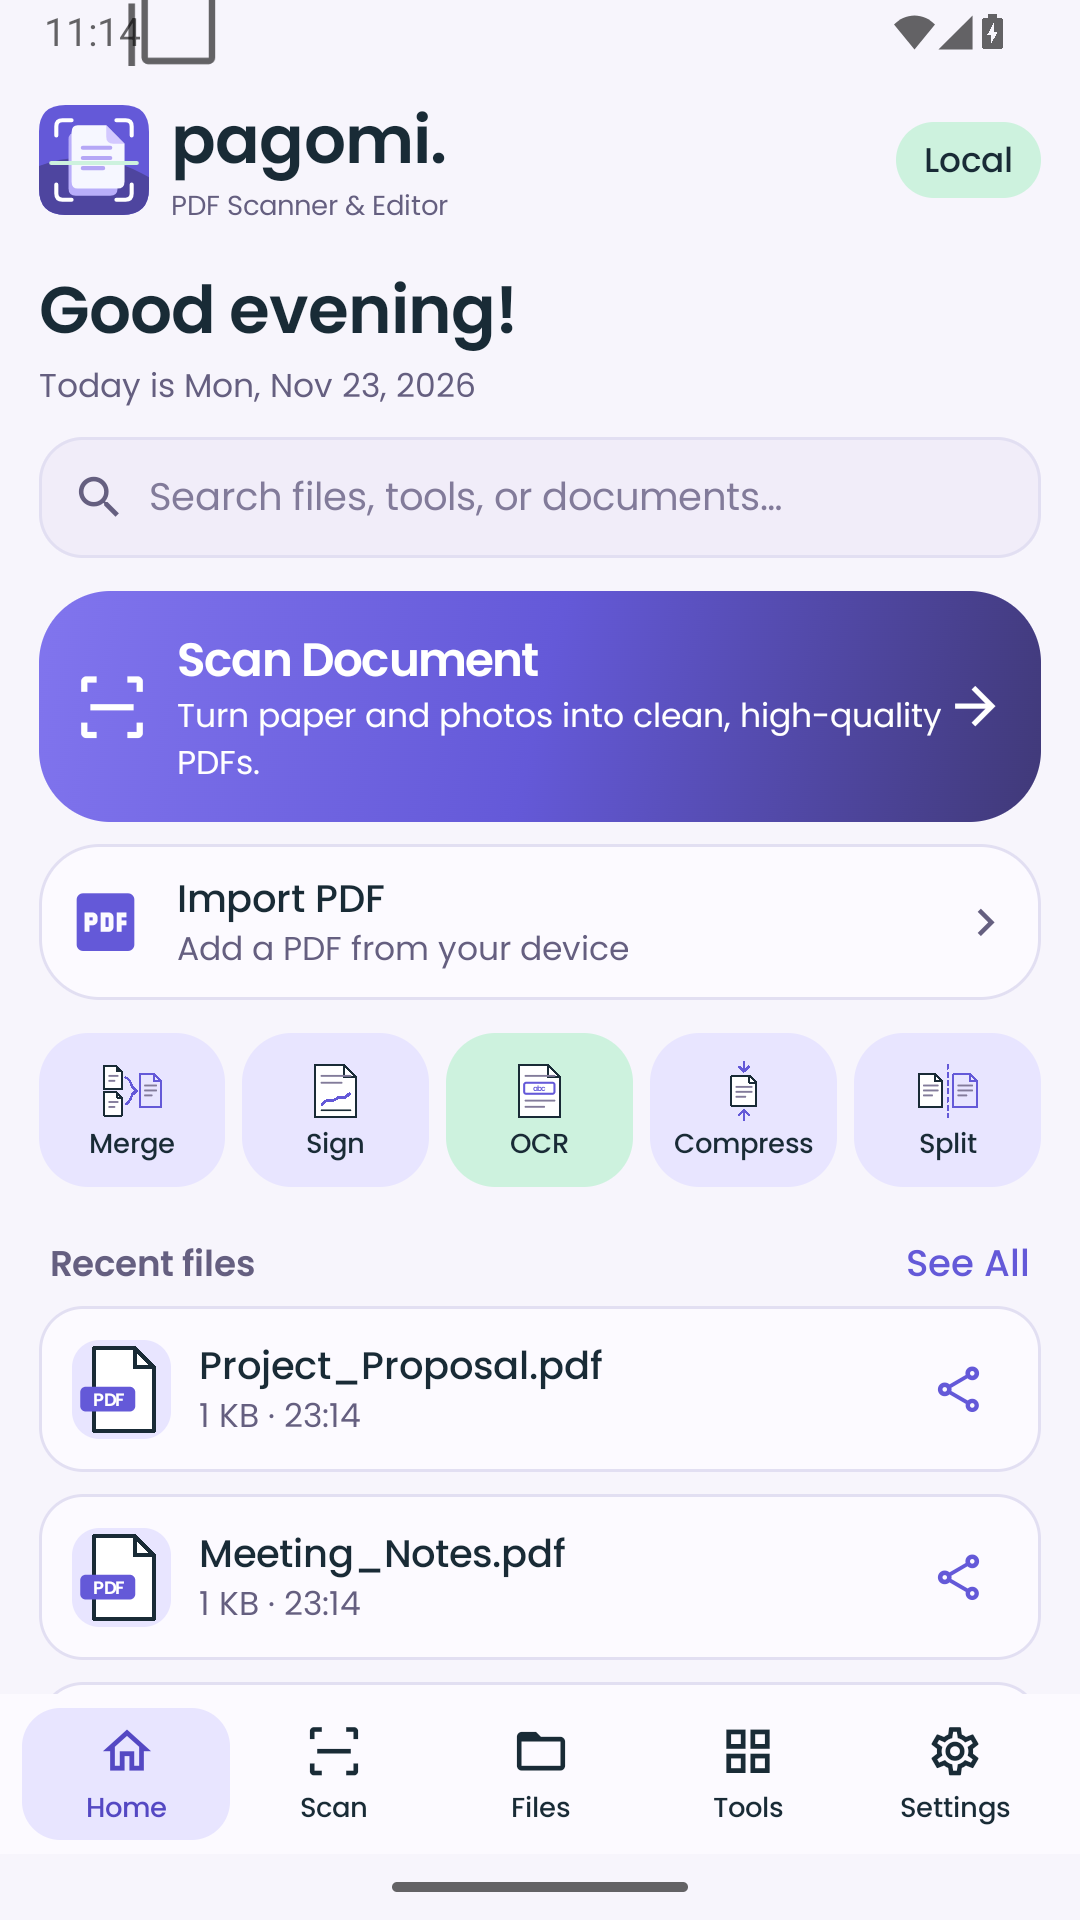 11:14
pagomi.
PDF Scanner & Editor
Local
Good evening!
Today is Mon, Nov 23, 2026
Search files, tools, or documents...
Scan Document
Turn paper and photos into clean, high-quality
PDFs.
PDF
Import PDF
Add a PDF from your device
abc
Merge
Sign
OCR
Compress
Split
Recent files
See All
PDF
Project_Proposal.pdf
1 KB · 23:14
PDF
Meeting_Notes.pdf
1 KB · 23:14
Home
Scan
Files
Tools
Settings